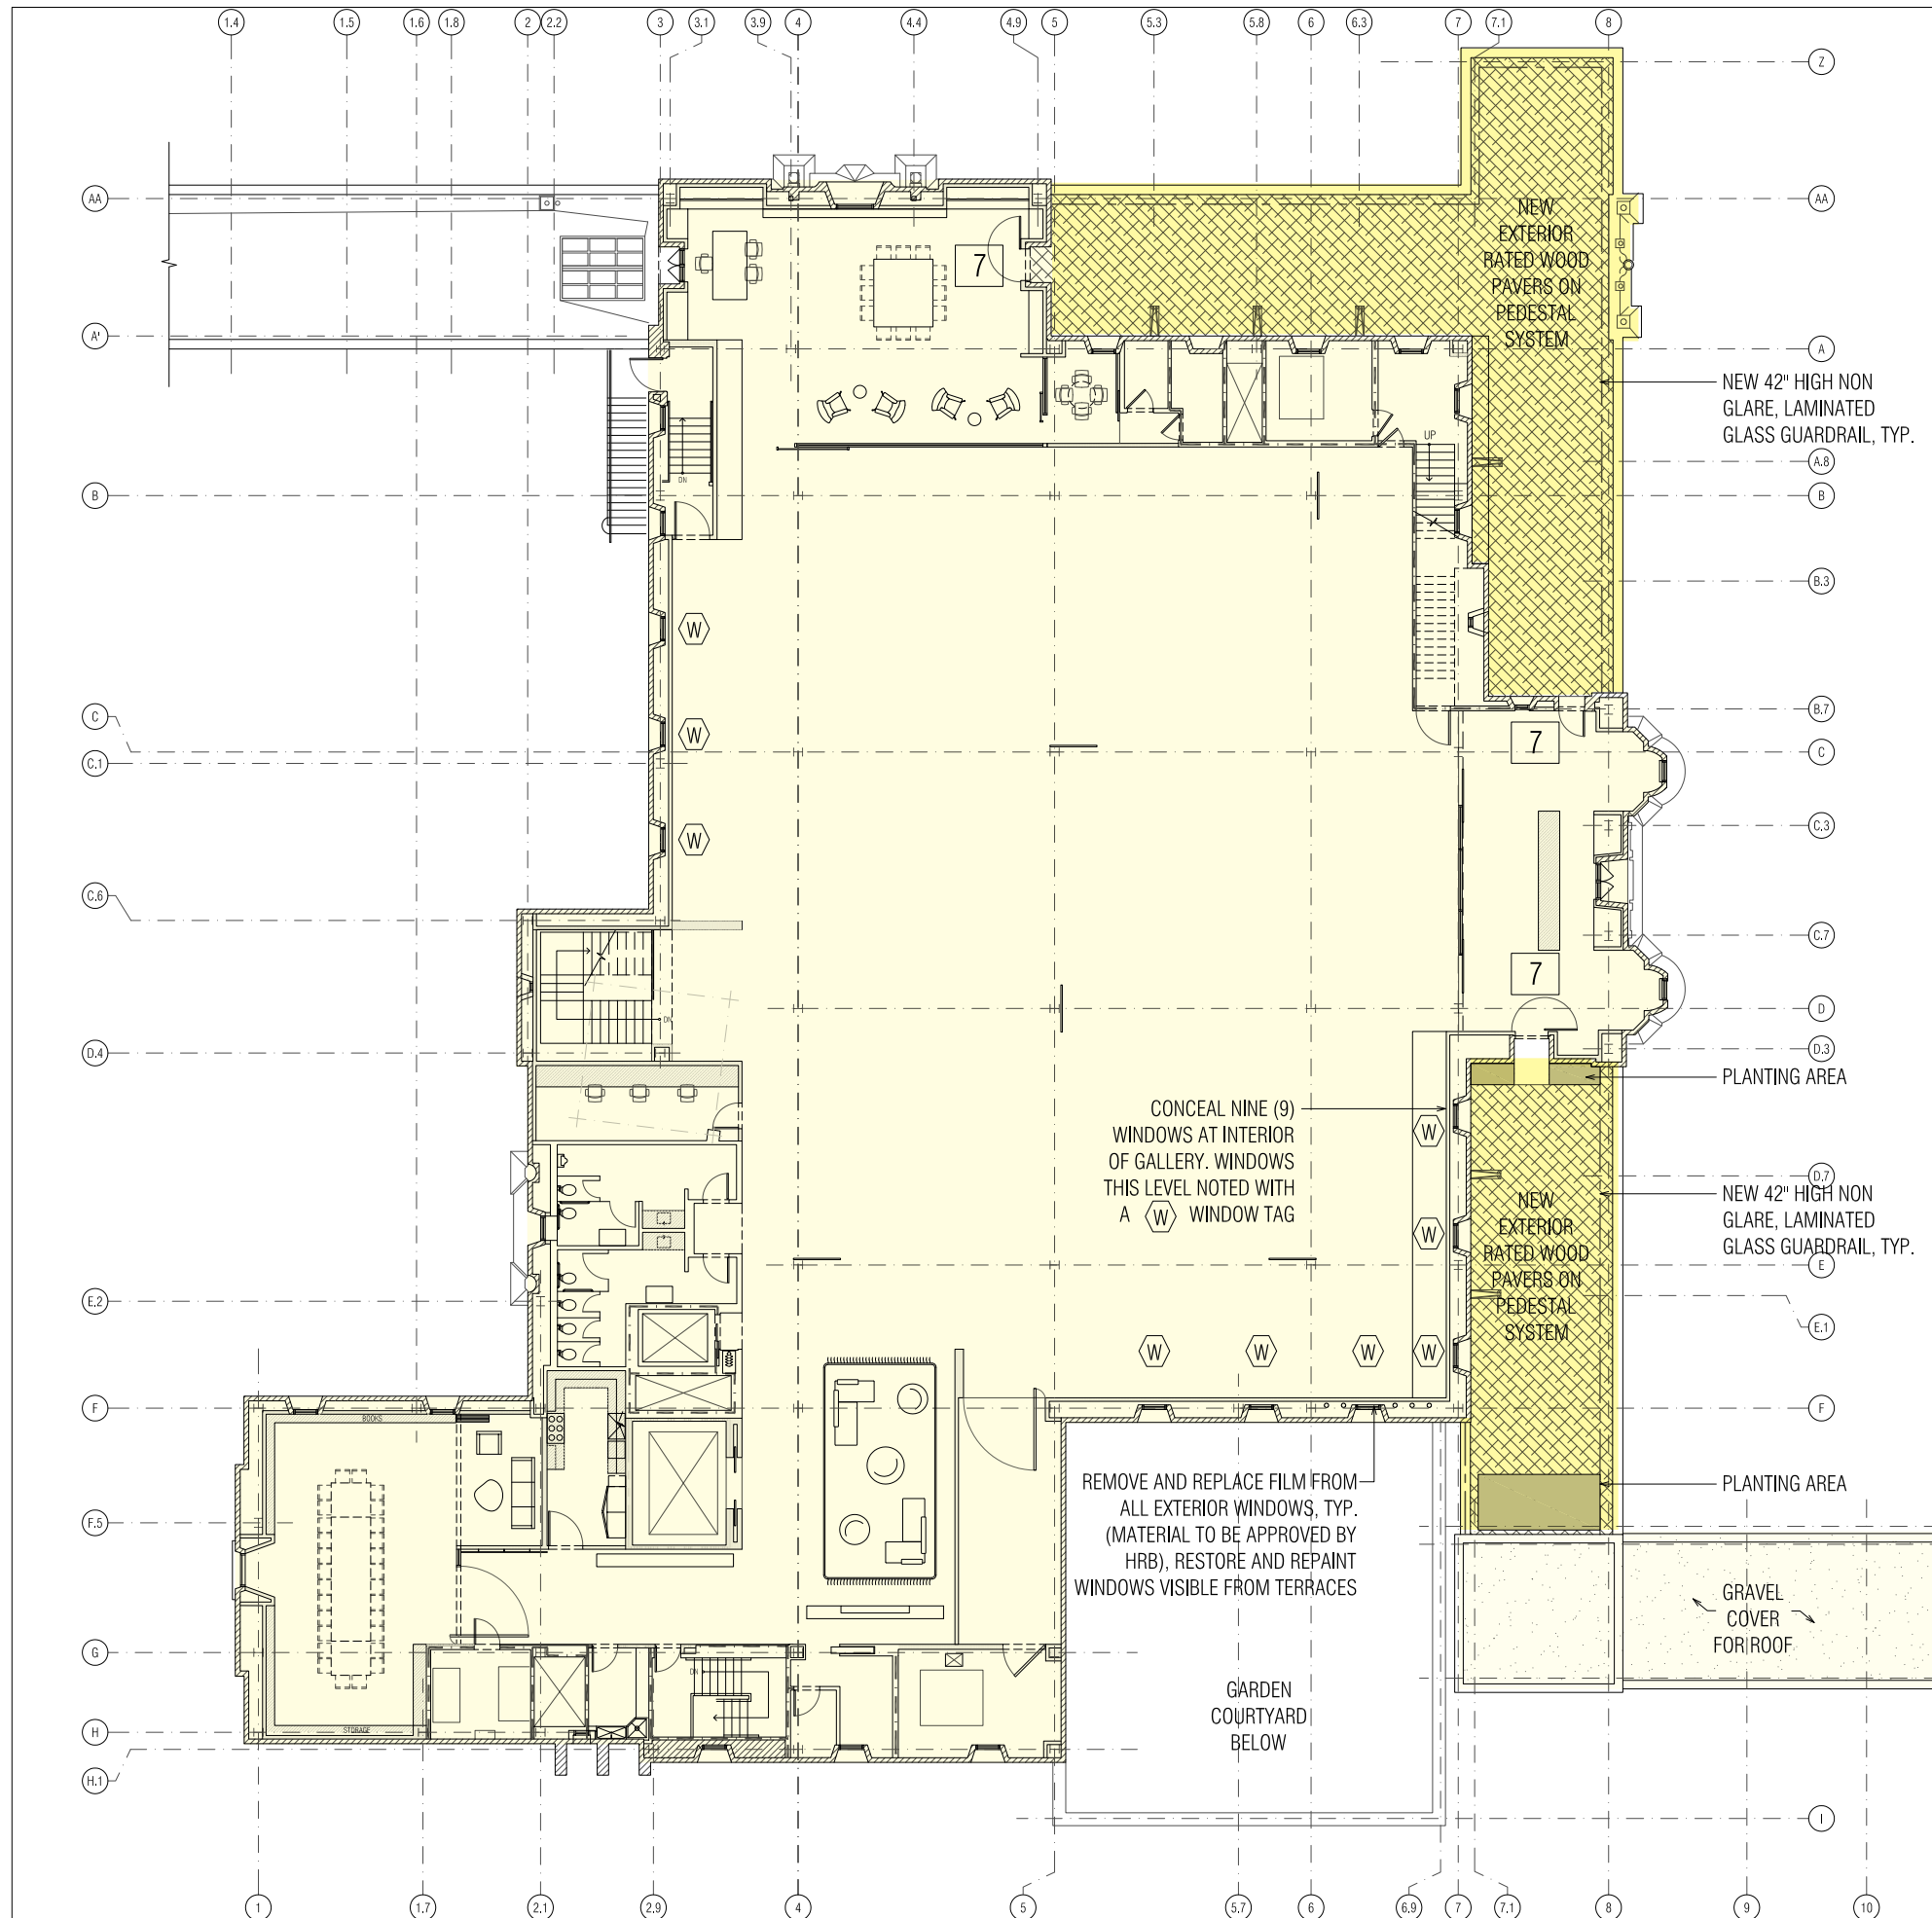 1.4 1.5 1.6 1.8 2 2.2 3 3.1 3.9 4 4.4 4.9 5 5.3 5.8 6 6.3 7 7.1 8
Z
AA
AA
NEW
EXTERIOR
RATED WOOD
PAVERS ON
PEDESTAL
SYSTEM
7
A'
A
NEW 42" HIGH NON
GLARE, LAMINATED
GLASS GUARDRAIL, TYP.
UP
A.8
DN
B
B
B.3
W
C
B.7
W
7
C
C.1
C.3
W
C.6
C.7
7
DN
D
D.4
D.3
PLANTING AREA
CONCEAL NINE (9)
WINDOWS AT INTERIOR
OF GALLERY. WINDOWS
THIS LEVEL NOTED WITH
A W WINDOW TAG
W
D.7
NEW 42" HIGH NON
GLARE, LAMINATED
GLASS GUARDRAIL, TYP.
NEW
EXTERIOR
RATED WOOD
PAVERS ON
PEDESTAL
SYSTEM
W
E
E.2
E.1
W W W W
F
BOOKS
F
REMOVE AND REPLACE FILM FROM
ALL EXTERIOR WINDOWS, TYP.
(MATERIAL TO BE APPROVED BY
HRB), RESTORE AND REPAINT
WINDOWS VISIBLE FROM TERRACES
PLANTING AREA
F.5
GRAVEL
COVER
FOR ROOF
G
DN
GARDEN
COURTYARD
BELOW
H
STORAGE
H.1
I
1 1.7 2.1 2.9 4 5 5.7 6 6.9 7 7.1 8 9 10